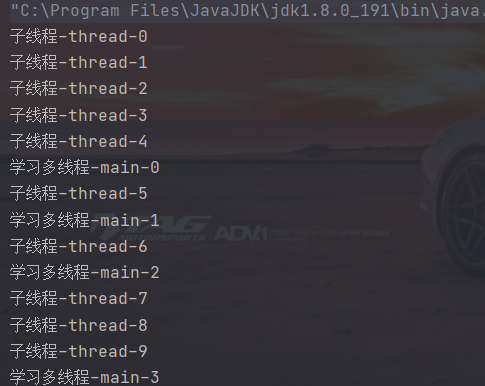 "C:\Program Files\JavaJDK\jdk1.8.0_191\bin\java.
子线程-thread-0
子线程-thread-1
子线程-thread-2
子线程-thread-3
子线程-thread-4
学习多线程-main-0
子线程-thread-5
学习多线程-main-1
子线程-thread-6
学习多线程-main-2
子线程-thread-7
子线程-thread-8
子线程-thread-9
学习多线程-main-3
ADV.1